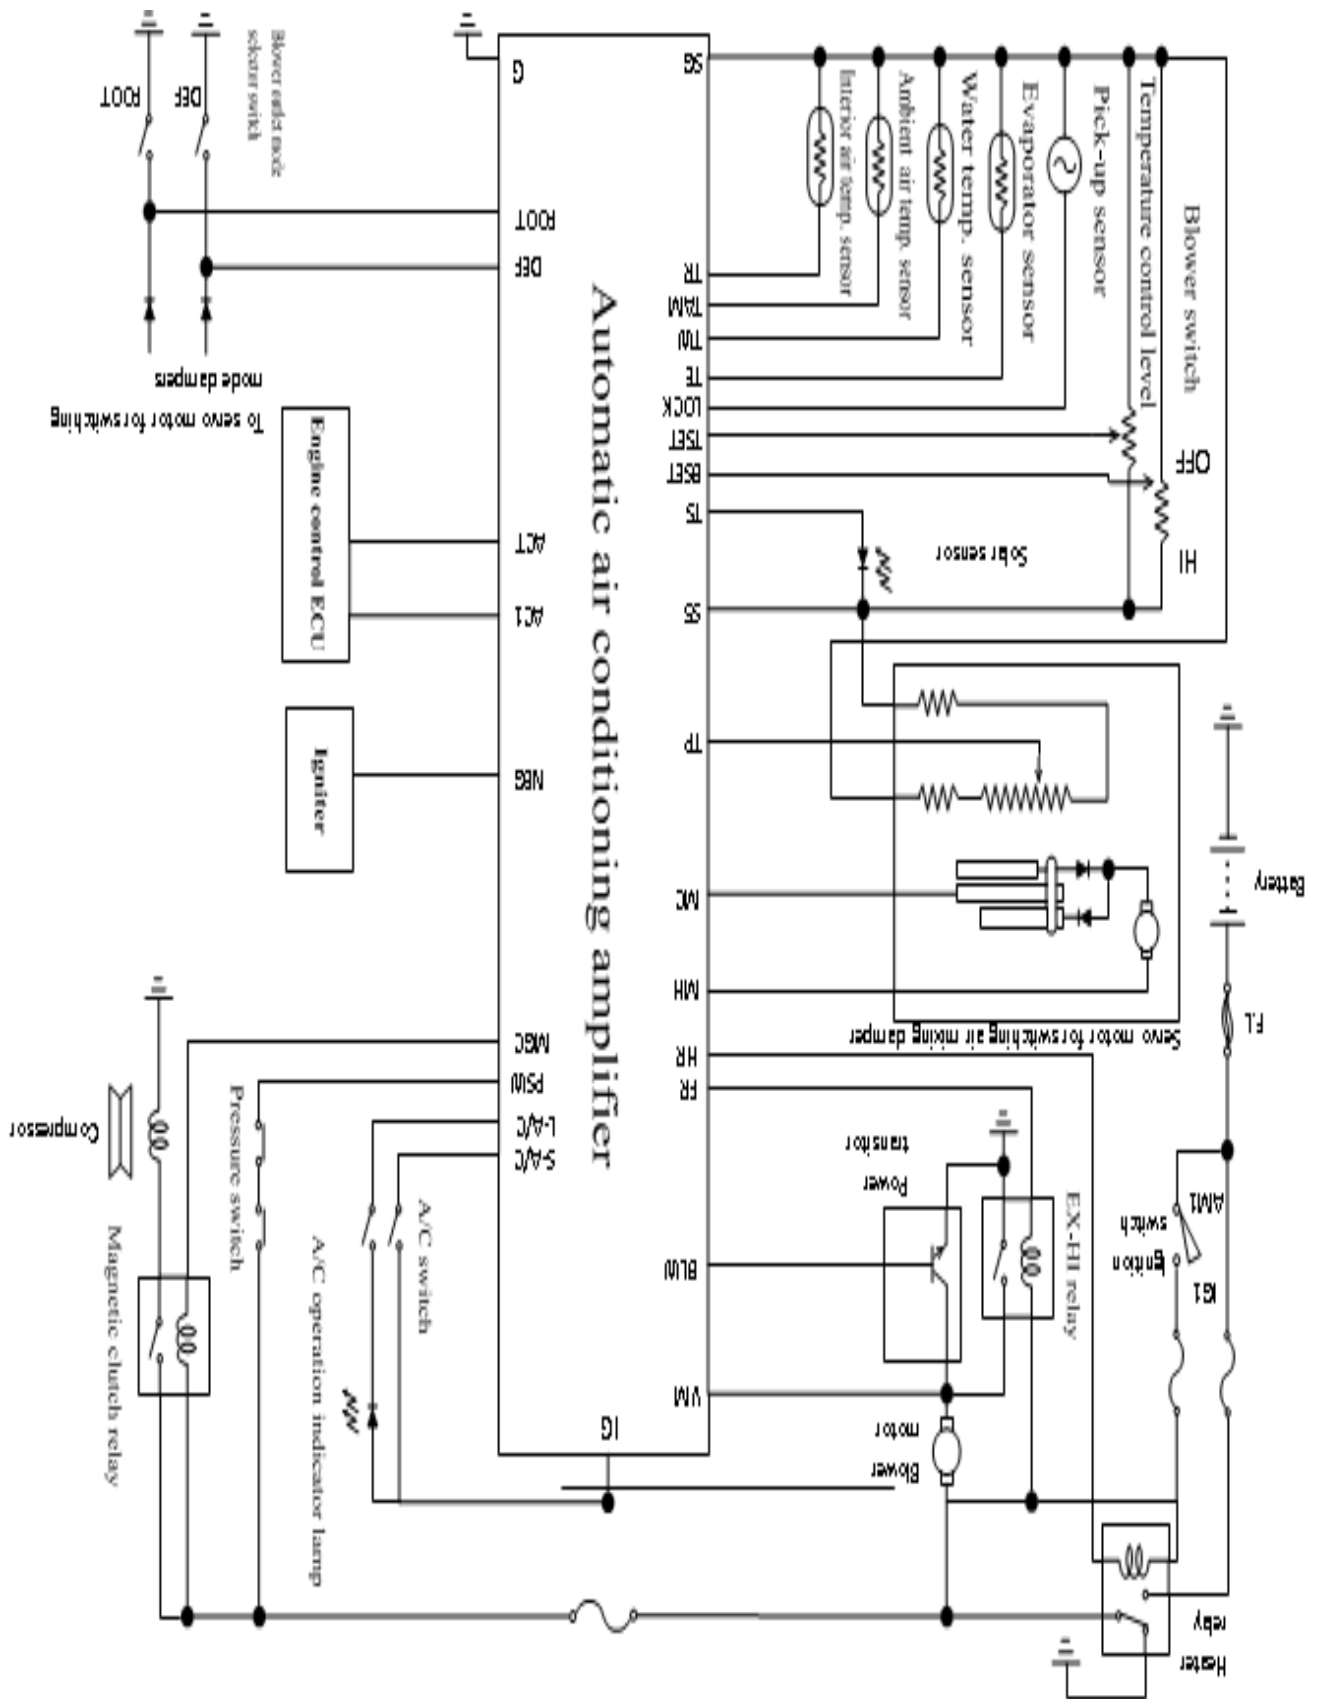 Blower outlet mode
selector switch
FOOT
DEF
G
FOOT
DEF
To servo motor for switching
mode dampers
Engine control ECU
ACT
AC1
Igniter
NEG
Automatic air conditioning amplifier
SG
TR
TAM
TW
TE
LOCK
TSET
BSET
TS
SS
TP
MC
MH
HR
FR
BLW
VM
IG
MGC
PSW
L-A/C
S-A/C
Interior air temp. sensor
Ambient air temp. sensor
Water temp. sensor
Evaporator sensor
Pick-up sensor
Temperature control level
Blower switch
OFF
HI
Solar sensor
Servo motor for switching air mixing damper
Battery
F.L
AM1
Ignition
switch
IG1
EX-HI relay
Power
transitor
Blower
motor
Heater
relay
Compressor
Magnetic clutch relay
Pressure switch
A/C operation indicator lamp
A/C switch